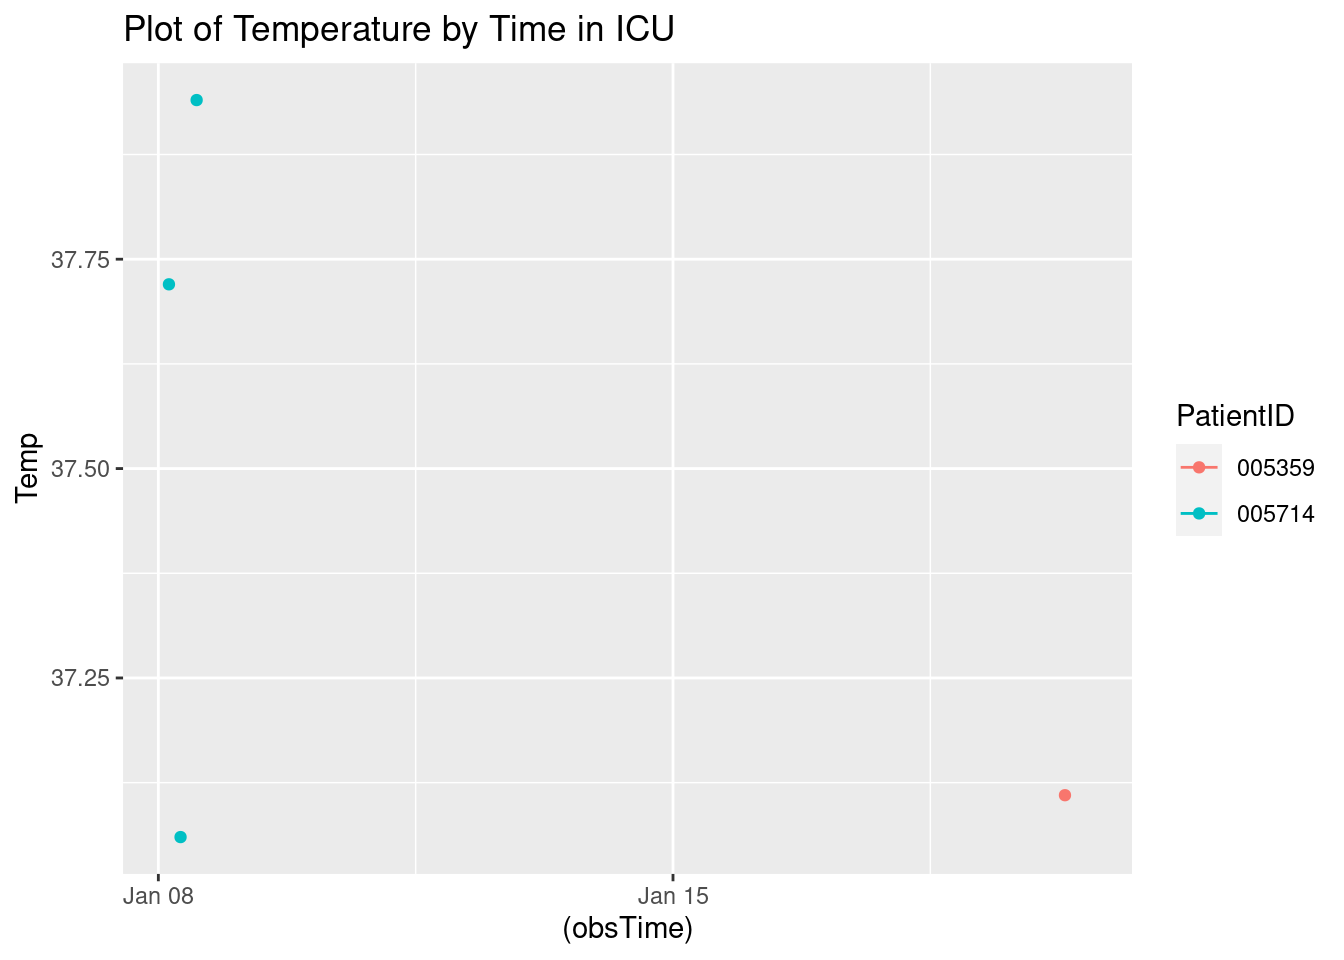 Plot of Temperature by Time in ICU
37.75
37.50
37.25
Temp
Jan 08
Jan 15
(obsTime)
PatientID
005359
005714